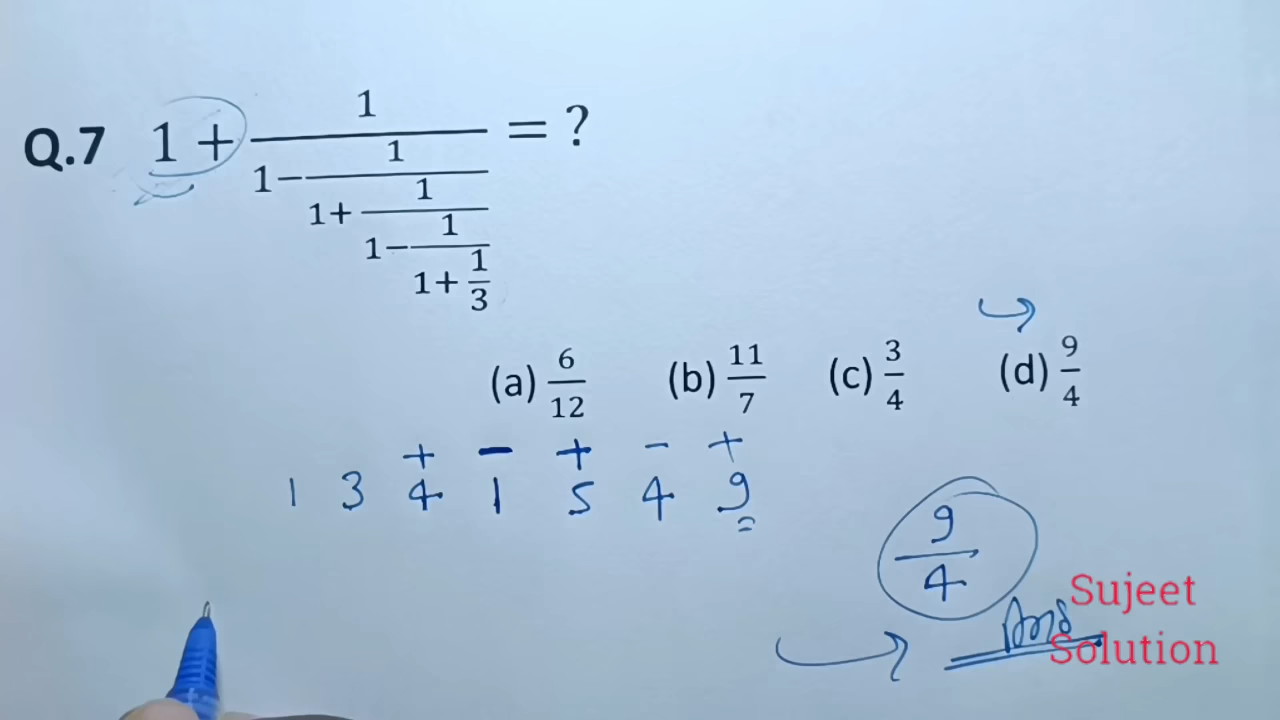 Q.7 1 + 1/(1 − 1/(1 + 1/(1 − 1/(1 + 1/3)))) = ?
(a) 6/12 (b) 11/7 (c) 3/4 (d) 9/4
+ − + − +
1 3 4 1 5 4 9
9/4
Ans
Sujeet
Solution